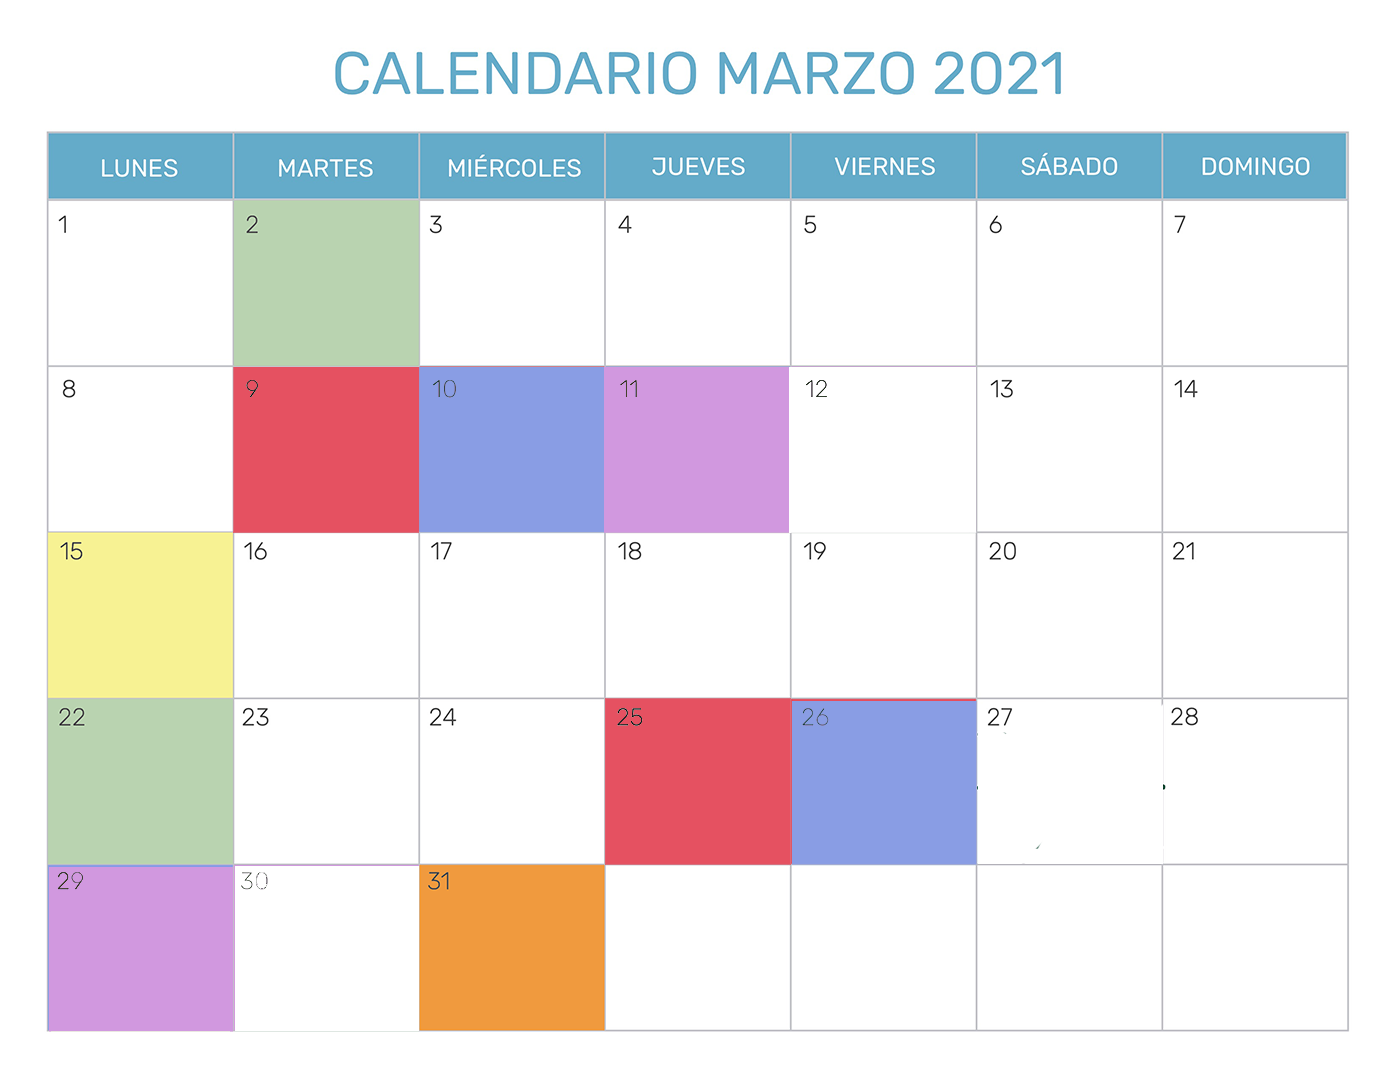 CALENDARIO MARZO 2021
LUNES MARTES MIÉRCOLES JUEVES VIERNES SÁBADO DOMINGO
1 2 3 4 5 6 7
8 9 10 11 12 13 14
15 16 17 18 19 20 21
22 23 24 25 26 27 28
29 30 31